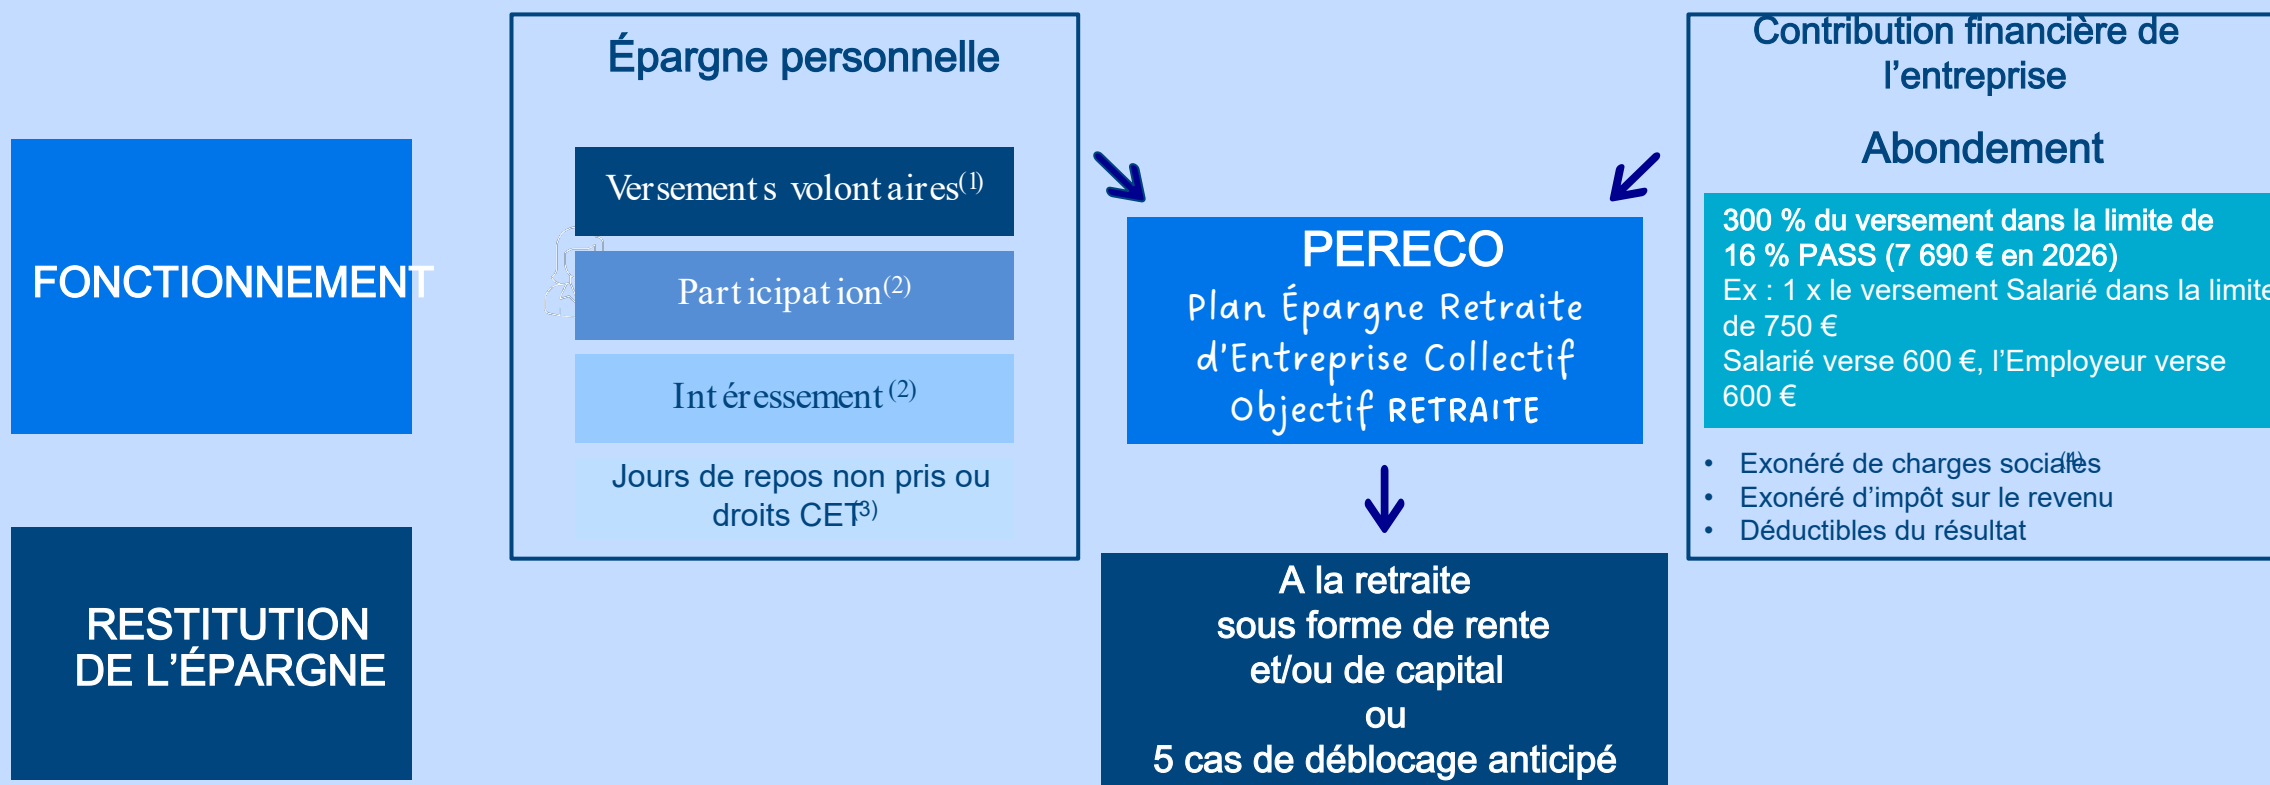 FONCTIONNEMENT
RESTITUTION
DE L’ÉPARGNE
Épargne personnelle
Versements volontaires(1)
Participation(2)
Intéressement(2)
Jours de repos non pris ou
droits CET(3)
PERECO
Plan Épargne Retraite
d'Entreprise Collectif
Objectif RETRAITE
A la retraite
sous forme de rente
et/ou de capital
ou
5 cas de déblocage anticipé
Contribution financière de
l’entreprise
Abondement
300 % du versement dans la limite de
16 % PASS (7 690 € en 2026)
Ex : 1 x le versement Salarié dans la limite
de 750 €
Salarié verse 600 €, l’Employeur verse
600 €
• Exonéré de charges sociales(4)
• Exonéré d’impôt sur le revenu
• Déductibles du résultat